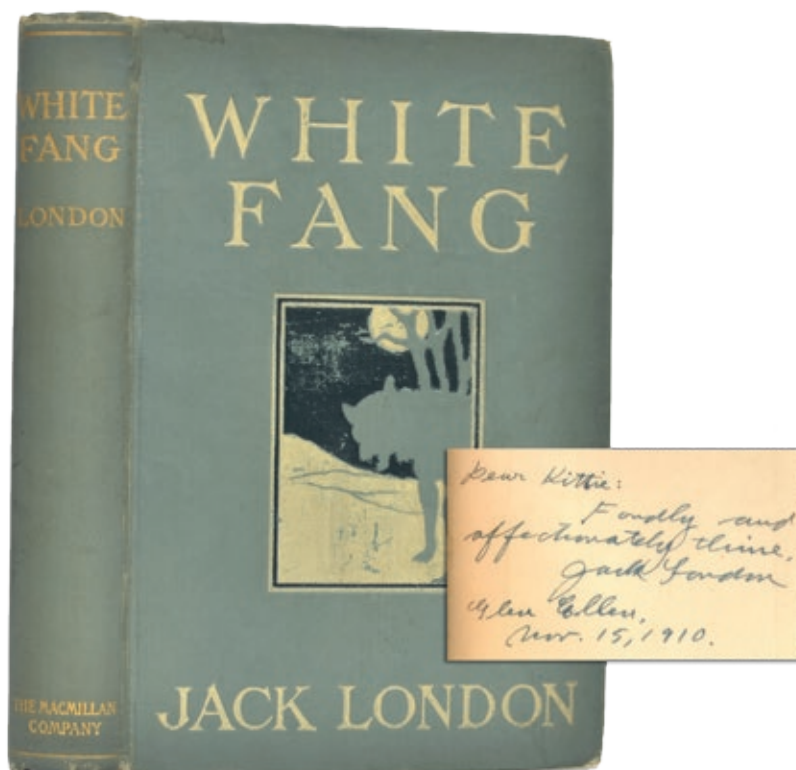 WHITE
FANG
LONDON
THE MACMILLAN
COMPANY
WHITE
FANG
JACK LONDON
Dear Kittie:
Fondly and
affectionately thine,
Jack London
Glen Ellen,
Nov. 15, 1910.